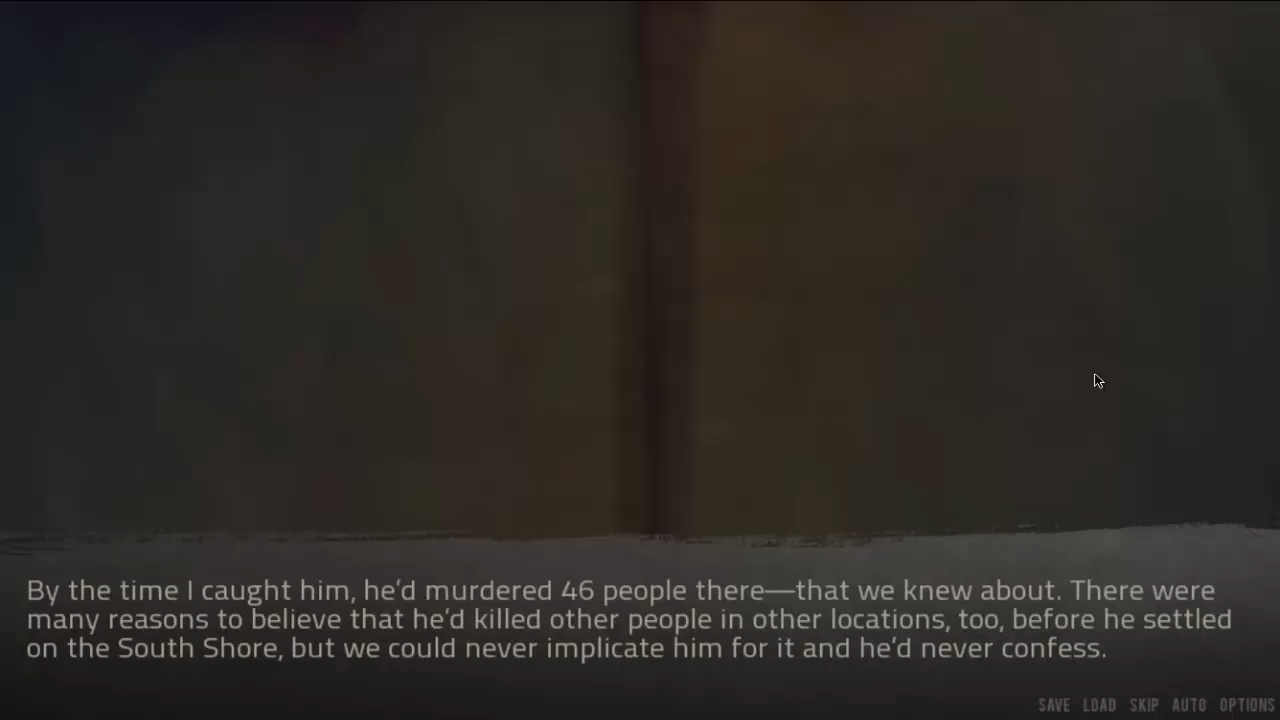 By the time I caught him, he’d murdered 46 people there—that we knew about. There were
many reasons to believe that he’d killed other people in other locations, too, before he settled
on the South Shore, but we could never implicate him for it and he’d never confess.
SAVE LOAD SKIP AUTO OPTIONS